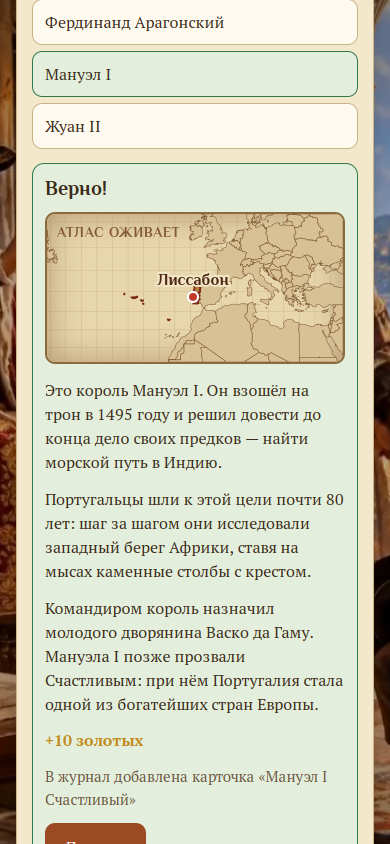 Фердинанд Арагонский
Мануэл I
Жуан II
Верно!
АТЛАС ОЖИВАЕТ
Лиссабон
Это король Мануэл I. Он взошёл на
трон в 1495 году и решил довести до
конца дело своих предков — найти
морской путь в Индию.
Португальцы шли к этой цели почти 80
лет: шаг за шагом они исследовали
западный берег Африки, ставя на
мысах каменные столбы с крестом.
Командиром король назначил
молодого дворянина Васко да Гаму.
Мануэла I позже прозвали
Счастливым: при нём Португалия стала
одной из богатейших стран Европы.
+10 золотых
В журнал добавлена карточка «Мануэл I
Счастливый»